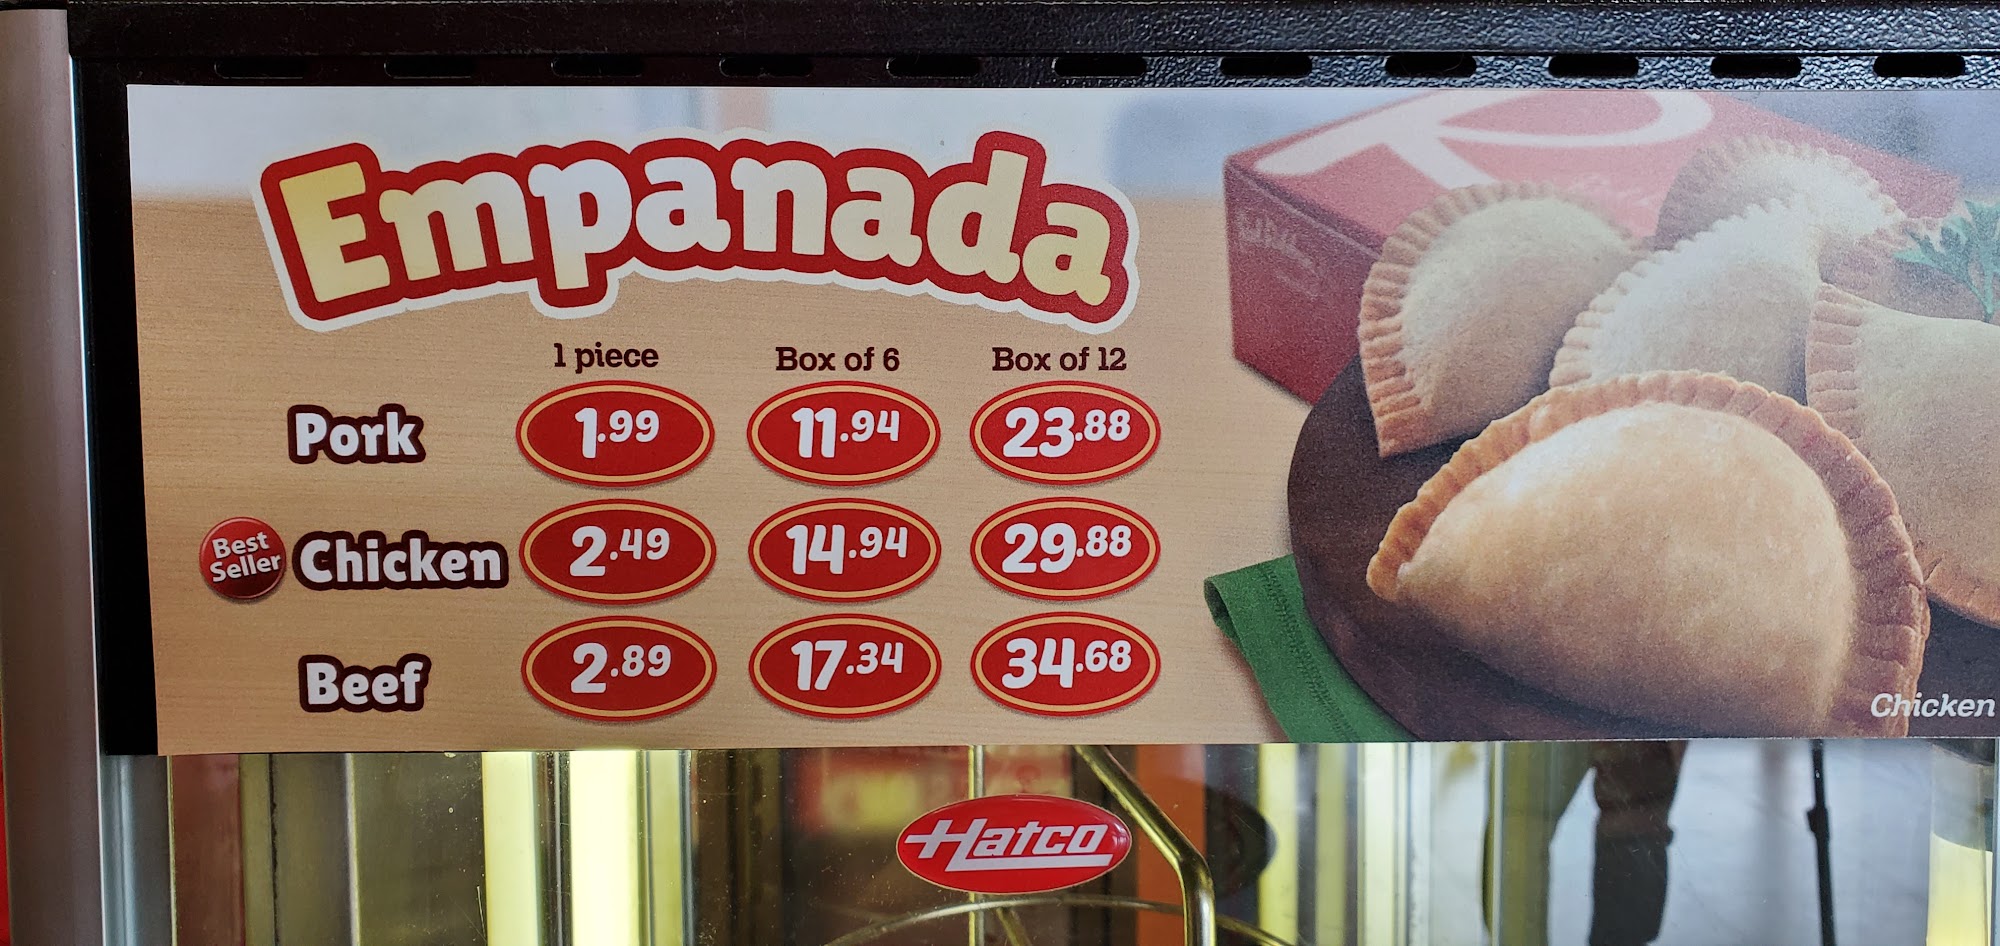 Empanada
1 piece Box of 6 Box of 12
Pork 1.99 11.94 23.88
Best
Seller
Chicken 2.49 14.94 29.88
Beef 2.89 17.34 34.68
Chicken
Hatco